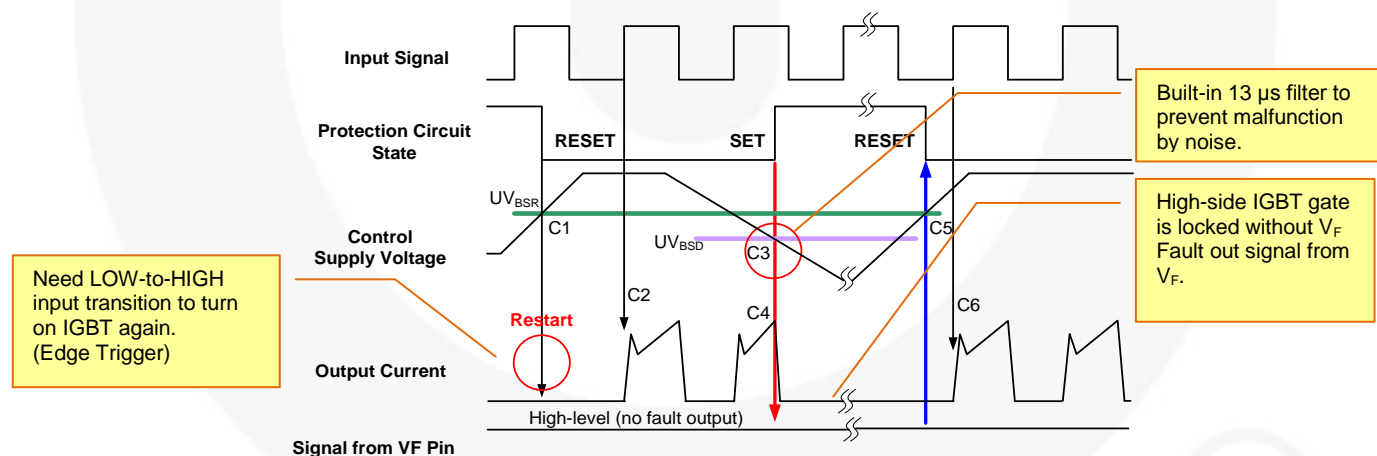 Input Signal
Built-in 13 µs filter to
prevent malfunction
by noise.
Protection Circuit
State
RESET
SET
RESET
UVBSR
C1
C5
High-side IGBT gate
is locked without VF
Fault out signal from
VF.
Control
Supply Voltage
UVBSD
C3
Need LOW-to-HIGH
input transition to turn
on IGBT again.
(Edge Trigger)
C2
C6
Restart
C4
Output Current
High-level (no fault output)
Signal from VF Pin